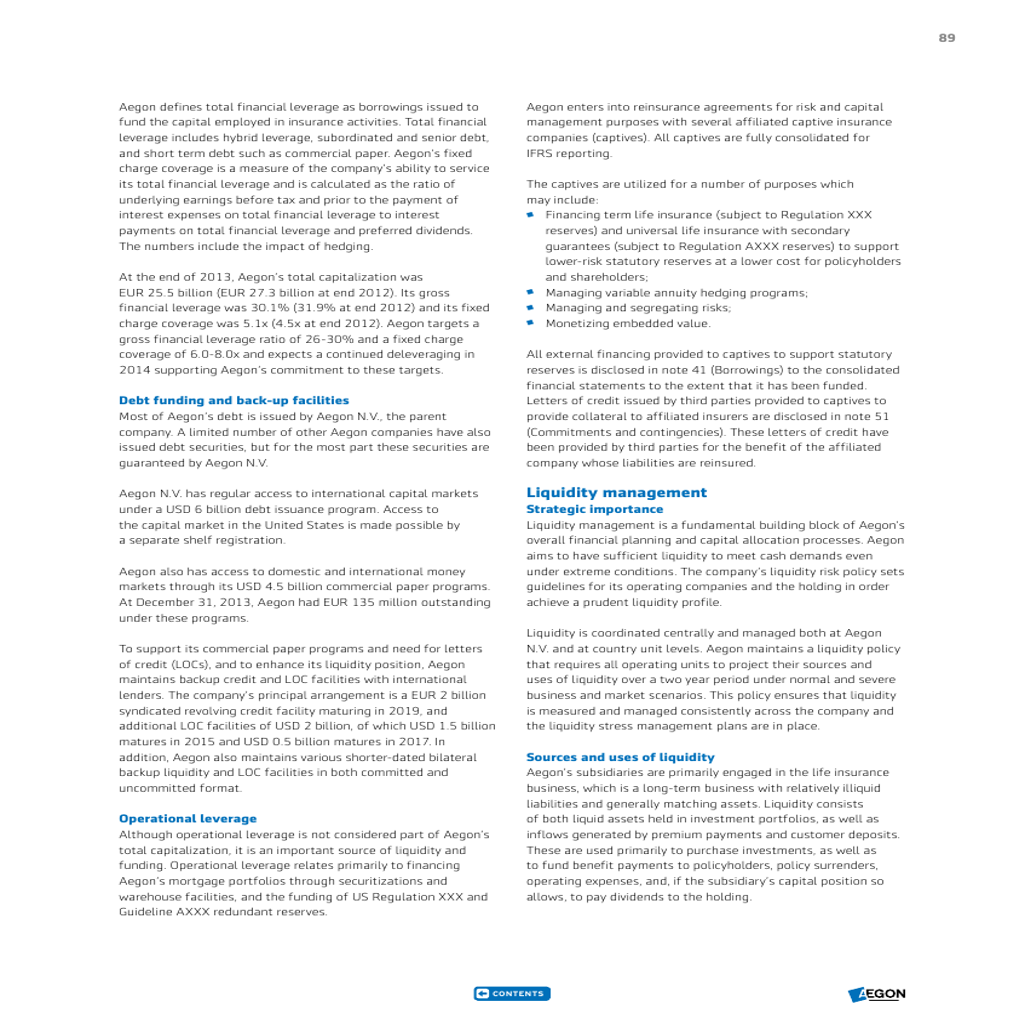 89
Aegon defines total financial leverage as borrowings issued to
fund the capital employed in insurance activities. Total financial
leverage includes hybrid leverage, subordinated and senior debt,
and short term debt such as commercial paper. Aegon's fixed
charge coverage is a measure of the company's ability to service
its total financial leverage and is calculated as the ratio of
underlying earnings before tax and prior to the payment of
interest expenses on total financial leverage to interest
payments on total financial leverage and preferred dividends.
The numbers include the impact of hedging.
At the end of 2013, Aegon's total capitalization was
EUR 25.5 billion (EUR 27.3 billion at end 2012). Its gross
financial leverage was 30.1% (31.9% at end 2012) and its fixed
charge coverage was 5.1x (4.5x at end 2012). Aegon targets a
gross financial leverage ratio of 26-30% and a fixed charge
coverage of 6.0-8.0x and expects a continued deleveraging in
2014 supporting Aegon's commitment to these targets.
Debt funding and back-up facilities
Most of Aegon's debt is issued by Aegon N.V., the parent
company. A limited number of other Aegon companies have also
issued debt securities, but for the most part these securities are
guaranteed by Aegon N.V.
Aegon N.V. has regular access to international capital markets
under a USD 6 billion debt issuance program. Access to
the capital market in the United States is made possible by
a separate shelf registration.
Aegon also has access to domestic and international money
markets through its USD 4.5 billion commercial paper programs.
At December 31, 2013, Aegon had EUR 135 million outstanding
under these programs.
To support its commercial paper programs and need for letters
of credit (LOCs), and to enhance its liquidity position, Aegon
maintains backup credit and LOC facilities with international
lenders. The company's principal arrangement is a EUR 2 billion
syndicated revolving credit facility maturing in 2019, and
additional LOC facilities of USD 2 billion, of which USD 1.5 billion
matures in 2015 and USD 0.5 billion matures in 2017. In
addition, Aegon also maintains various shorter-dated bilateral
backup liquidity and LOC facilities in both committed and
uncommitted format.
Operational leverage
Although operational leverage is not considered part of Aegon's
total capitalization, it is an important source of liquidity and
funding. Operational leverage relates primarily to financing
Aegon's mortgage portfolios through securitizations and
warehouse facilities, and the funding of US Regulation XXX and
Guideline AXXX redundant reserves.
Aegon enters into reinsurance agreements for risk and capital
management purposes with several affiliated captive insurance
companies (captives). All captives are fully consolidated for
IFRS reporting.
The captives are utilized for a number of purposes which
may include:
Financing term life insurance (subject to Regulation XXX
reserves) and universal life insurance with secondary
guarantees (subject to Regulation AXXX reserves) to support
lower-risk statutory reserves at a lower cost for policyholders
and shareholders;
Managing variable annuity hedging programs;
Managing and segregating risks;
Monetizing embedded value.
All external financing provided to captives to support statutory
reserves is disclosed in note 41 (Borrowings) to the consolidated
financial statements to the extent that it has been funded.
Letters of credit issued by third parties provided to captives to
provide collateral to affiliated insurers are disclosed in note 51
(Commitments and contingencies). These letters of credit have
been provided by third parties for the benefit of the affiliated
company whose liabilities are reinsured.
Liquidity management
Strategic importance
Liquidity management is a fundamental building block of Aegon's
overall financial planning and capital allocation processes. Aegon
aims to have sufficient liquidity to meet cash demands even
under extreme conditions. The company's liquidity risk policy sets
guidelines for its operating companies and the holding in order
achieve a prudent liquidity profile.
Liquidity is coordinated centrally and managed both at Aegon
N.V. and at country unit levels. Aegon maintains a liquidity policy
that requires all operating units to project their sources and
uses of liquidity over a two year period under normal and severe
business and market scenarios. This policy ensures that liquidity
is measured and managed consistently across the company and
the liquidity stress management plans are in place.
Sources and uses of liquidity
Aegon's subsidiaries are primarily engaged in the life insurance
business, which is a long-term business with relatively illiquid
liabilities and generally matching assets. Liquidity consists
of both liquid assets held in investment portfolios, as well as
inflows generated by premium payments and customer deposits.
These are used primarily to purchase investments, as well as
to fund benefit payments to policyholders, policy surrenders,
operating expenses, and, if the subsidiary's capital position so
allows, to pay dividends to the holding.
CONTENTS
AEGON